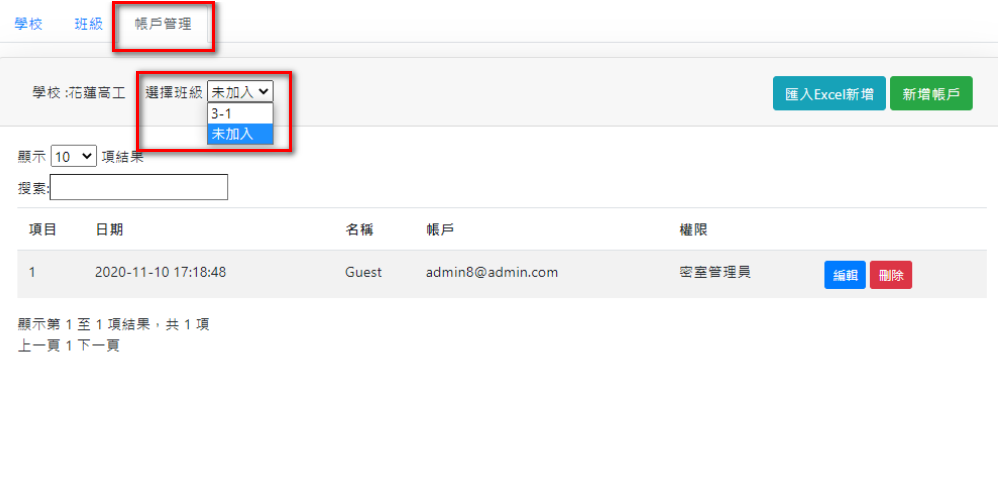 學校 班級 帳戶管理
學校 :花蓮高工 選擇班級 未加入 匯入Excel新增 新增帳戶
3-1
未加入
顯示 10 項結果
搜索:
項目 日期 名稱 帳戶 權限
1 2020-11-10 17:18:48 Guest admin8@admin.com 密室管理員 編輯 刪除
顯示第 1 至 1 項結果，共 1 項
上一頁 1 下一頁